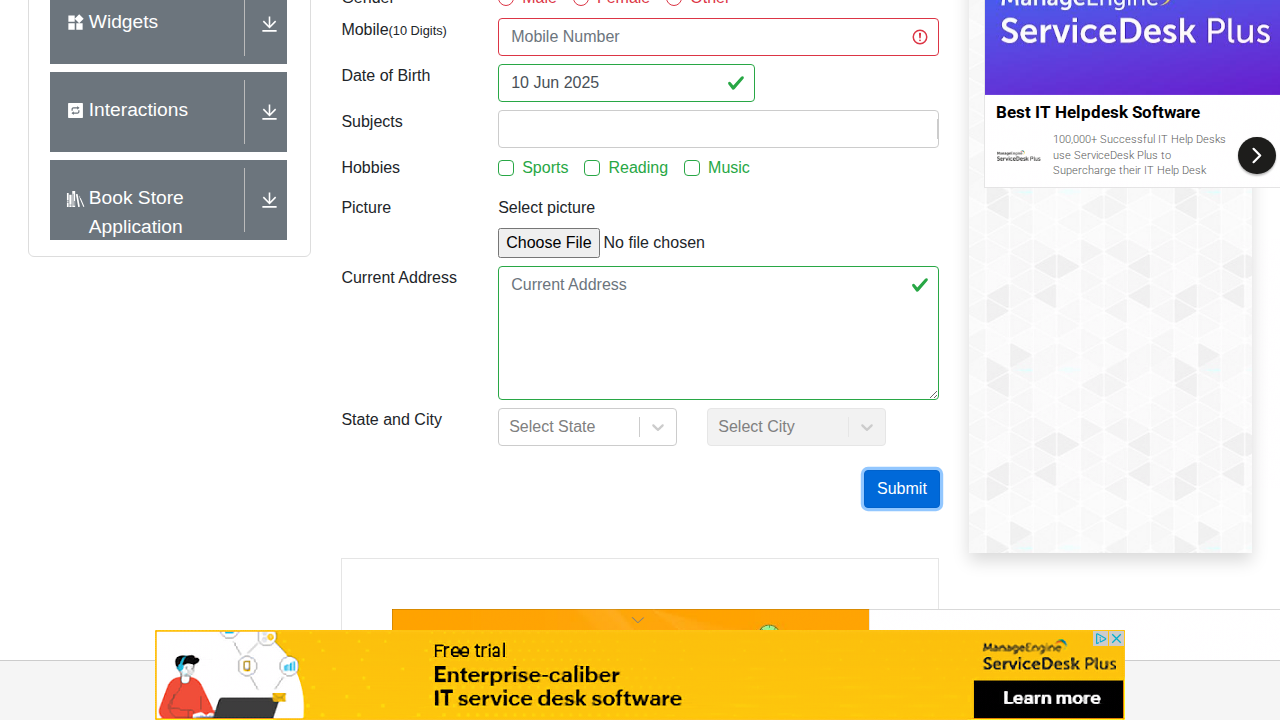 Widgets
Interactions
Book Store
Application
Gender
Male
Female
Other
Mobile(10 Digits)
Mobile Number
Date of Birth
10 Jun 2025
Subjects
Hobbies
Sports
Reading
Music
Picture
Select picture
Choose File No file chosen
Current Address
Current Address
State and City
Select State
Select City
Submit
ManageEngine
ServiceDesk Plus
Best IT Helpdesk Software
ManageEngine
ServiceDesk Plus
100,000+ Successful IT Help Desks
use ServiceDesk Plus to
Supercharge their IT Help Desk
Free trial
Enterprise-caliber
IT service desk software
ManageEngine
ServiceDesk Plus
Learn more